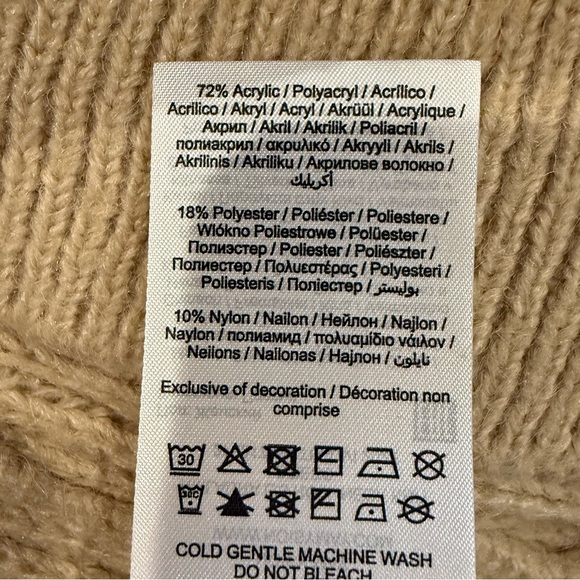 72% Acrylic / Polyacryl / Acrílico /
Acrilico / Akryl / Acryl / Akrüül / Acrylique /
Акрил / Akril / Akrilik / Poliacril /
полиакрил / ακρυλικό / Akryyli / Akrils /
Akrilinis / Akriliku / Акрилове волокно /
أكريليك
18% Polyester / Poliéster / Poliestere /
Włókno Poliestrowe / Polüester /
Полиэстер / Poliester / Poliészter /
Полиестер / Πολυεστέρας / Polyesteri /
Poliesteris / Поліестер / بوليستر
10% Nylon / Nailon / Нейлон / Najlon /
Naylon / полиамид / πολυαμίδιο νάιλον /
Neilons / Nailonas / Најлон / نايلون
Exclusive of decoration / Décoration non
comprise
30
COLD GENTLE MACHINE WASH
DO NOT BLEACH